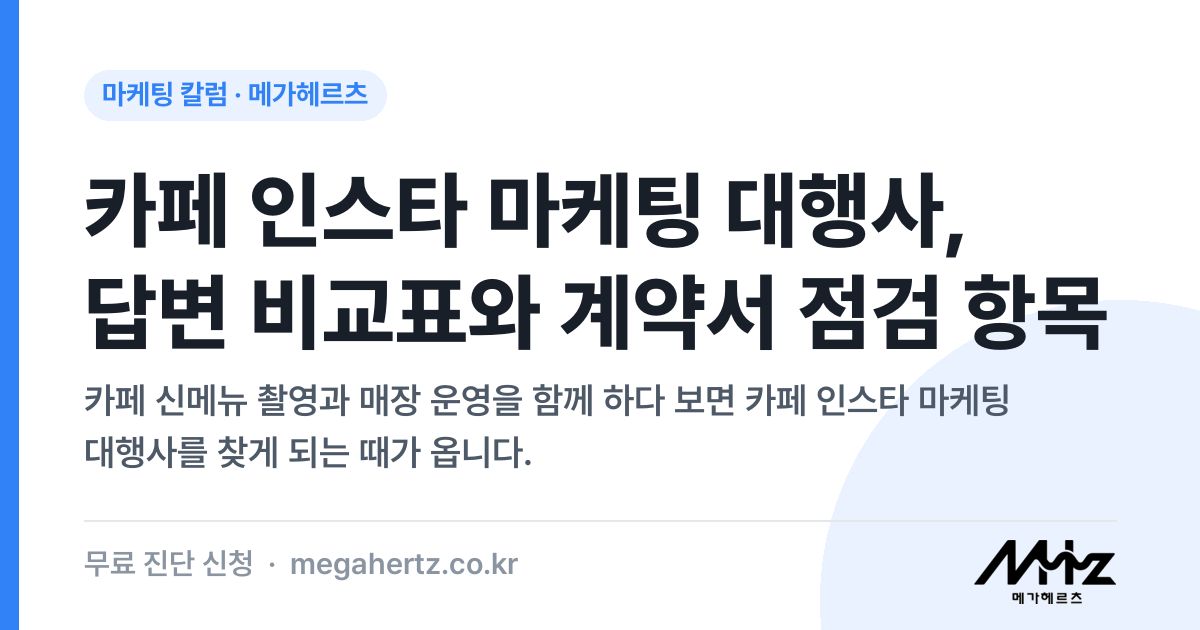 마케팅 칼럼 · 메가헤르츠
카페 인스타 마케팅 대행사,
답변 비교표와 계약서 점검 항목
카페 신메뉴 촬영과 매장 운영을 함께 하다 보면 카페 인스타 마케팅
대행사를 찾게 되는 때가 옵니다.
무료 진단 신청 · megahertz.co.kr
MHz
메가헤르츠